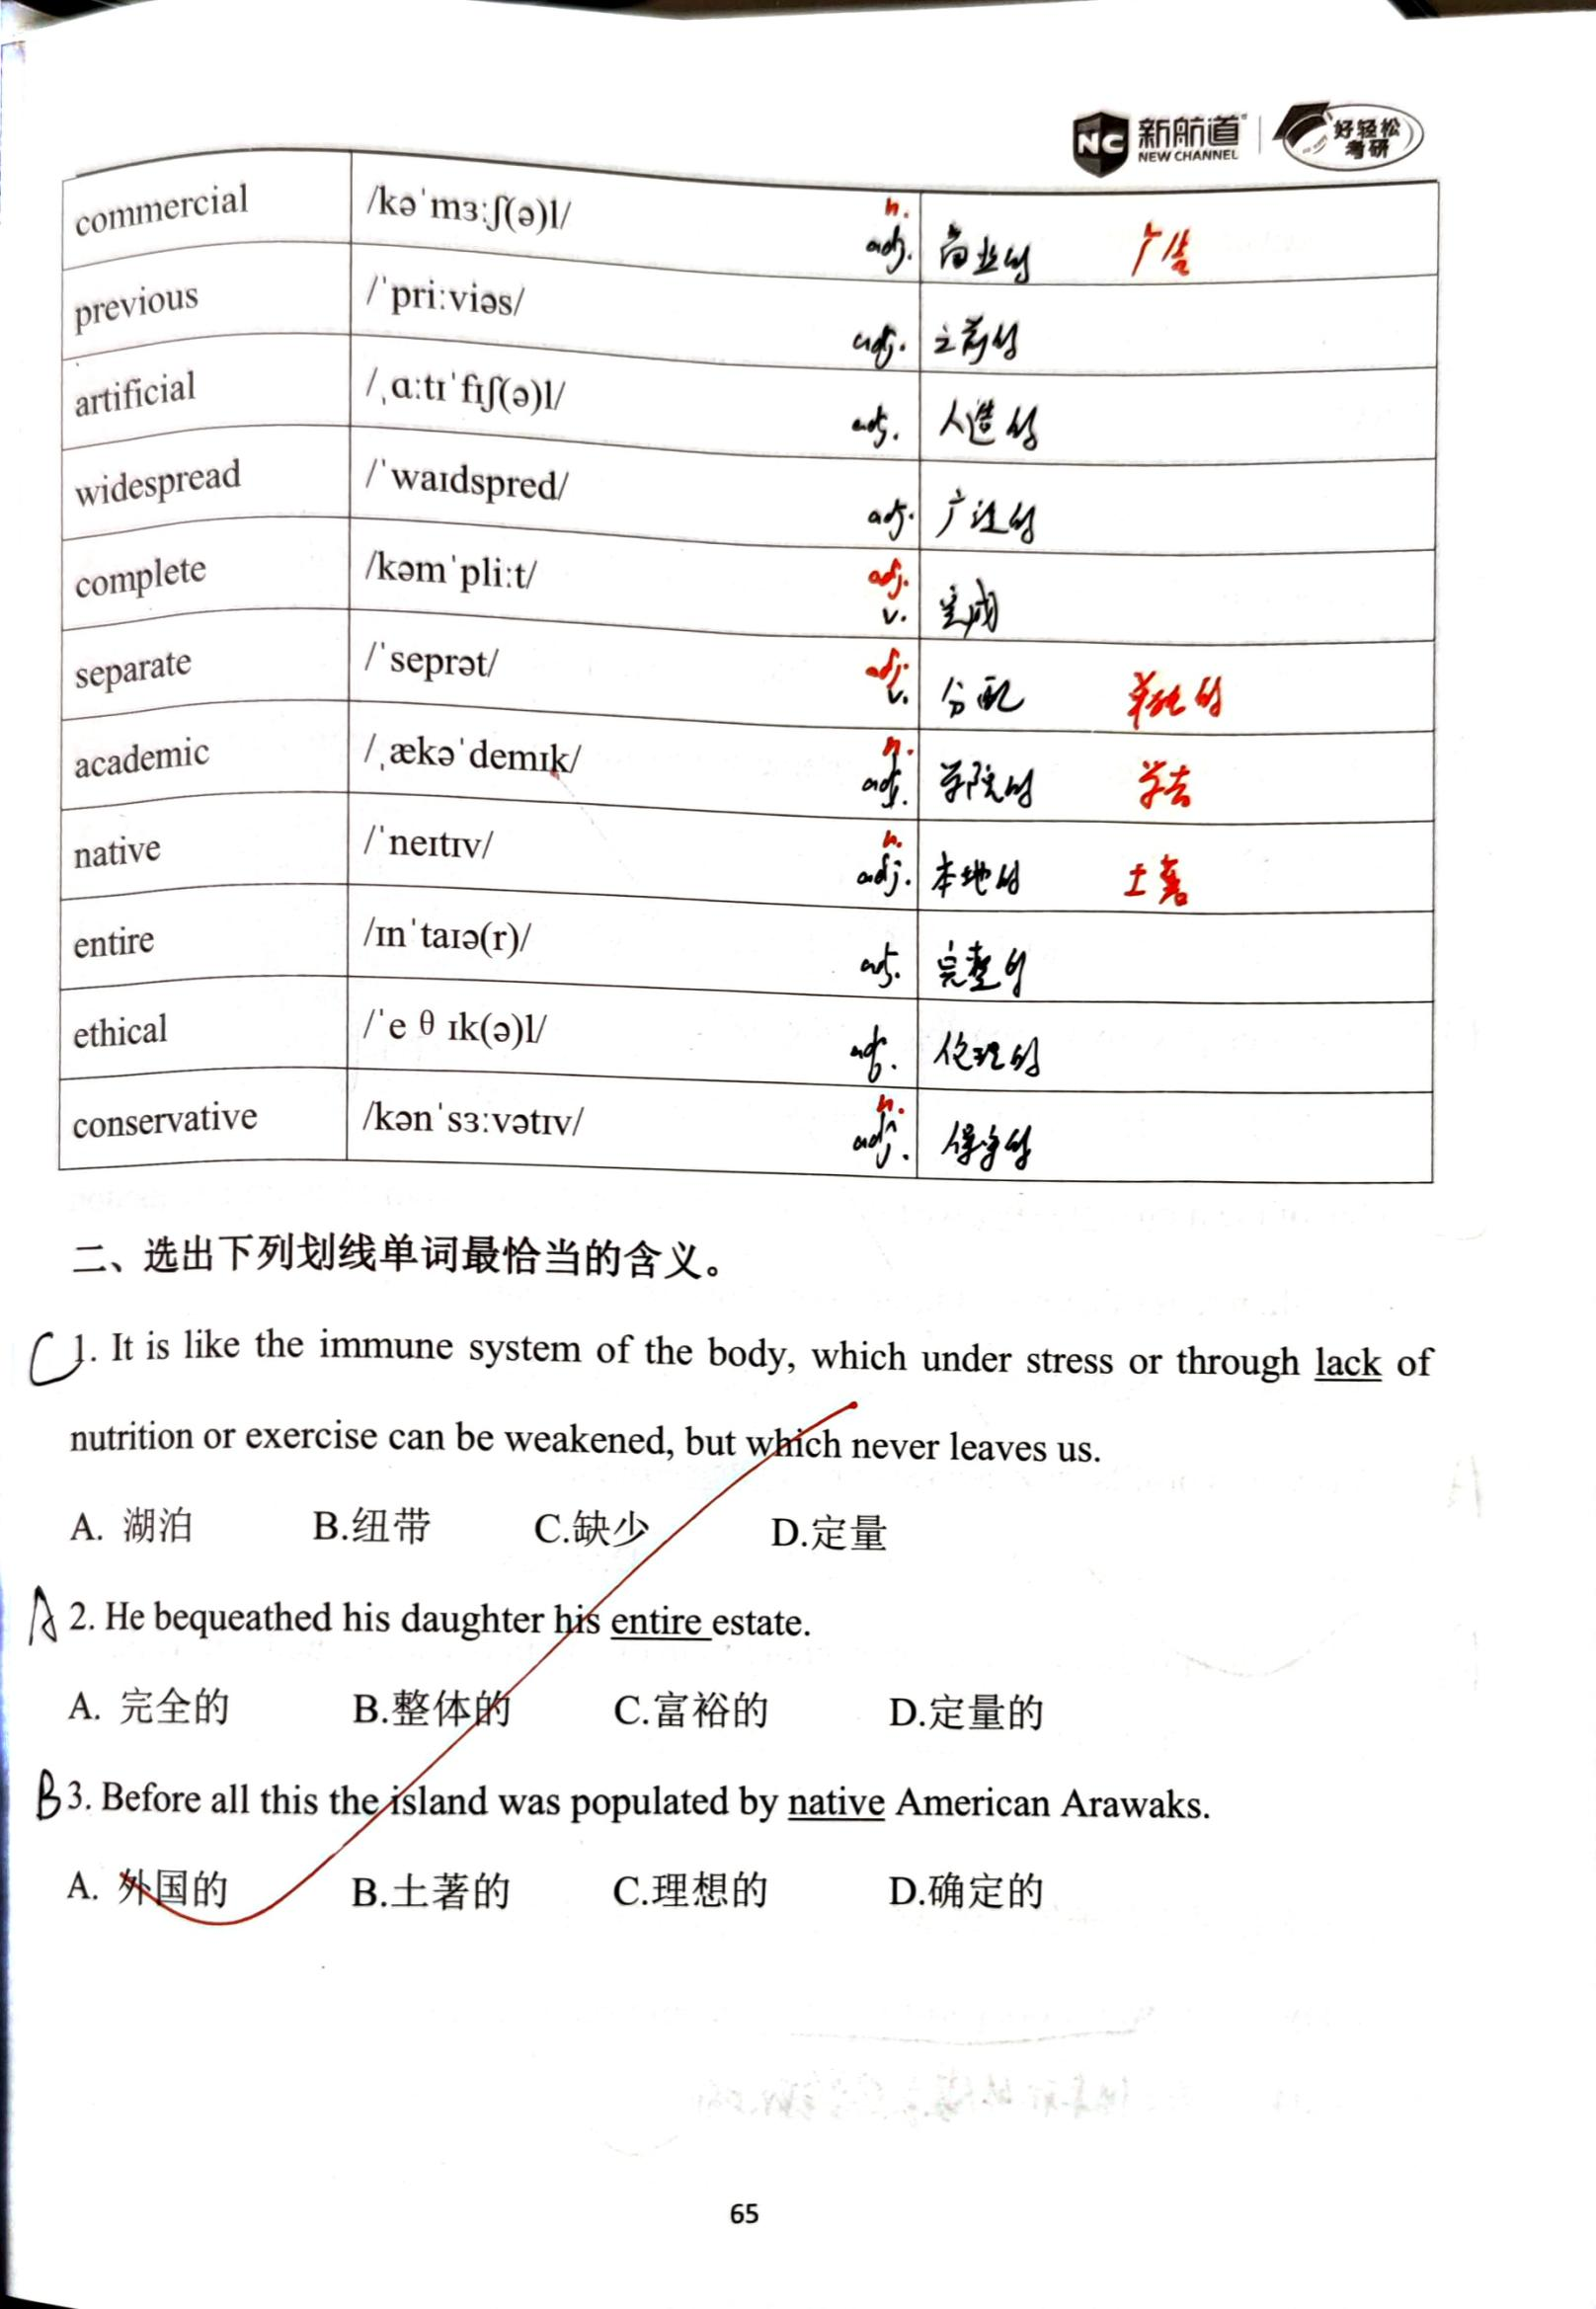 NC 新航道 NEW CHANNEL 好轻松考研
commercial /kəˈmɜːʃ(ə)l/ n. adj. 商业的 广告
previous /ˈpriːviəs/ adj. 之前的
artificial /ˌɑːtɪˈfɪʃ(ə)l/ adj. 人造的
widespread /ˈwaɪdspred/ adj. 广泛的
complete /kəmˈpliːt/ adj. v. 完成
separate /ˈseprət/ adj. v. 分配 单独的
academic /ˌækəˈdemɪk/ n. adj. 学院的 学者
native /ˈneɪtɪv/ n. adj. 本地的 土著
entire /ɪnˈtaɪə(r)/ adj. 完整的
ethical /ˈe θ ɪk(ə)l/ adj. 伦理的
conservative /kənˈsɜːvətɪv/ n. adj. 保守的
二、选出下列划线单词最恰当的含义。
C 1. It is like the immune system of the body, which under stress or through lack of
nutrition or exercise can be weakened, but which never leaves us.
A. 湖泊 B.纽带 C.缺少 D.定量
A 2. He bequeathed his daughter his entire estate.
A. 完全的 B.整体的 C.富裕的 D.定量的
B 3. Before all this the island was populated by native American Arawaks.
A. 外国的 B.土著的 C.理想的 D.确定的
65